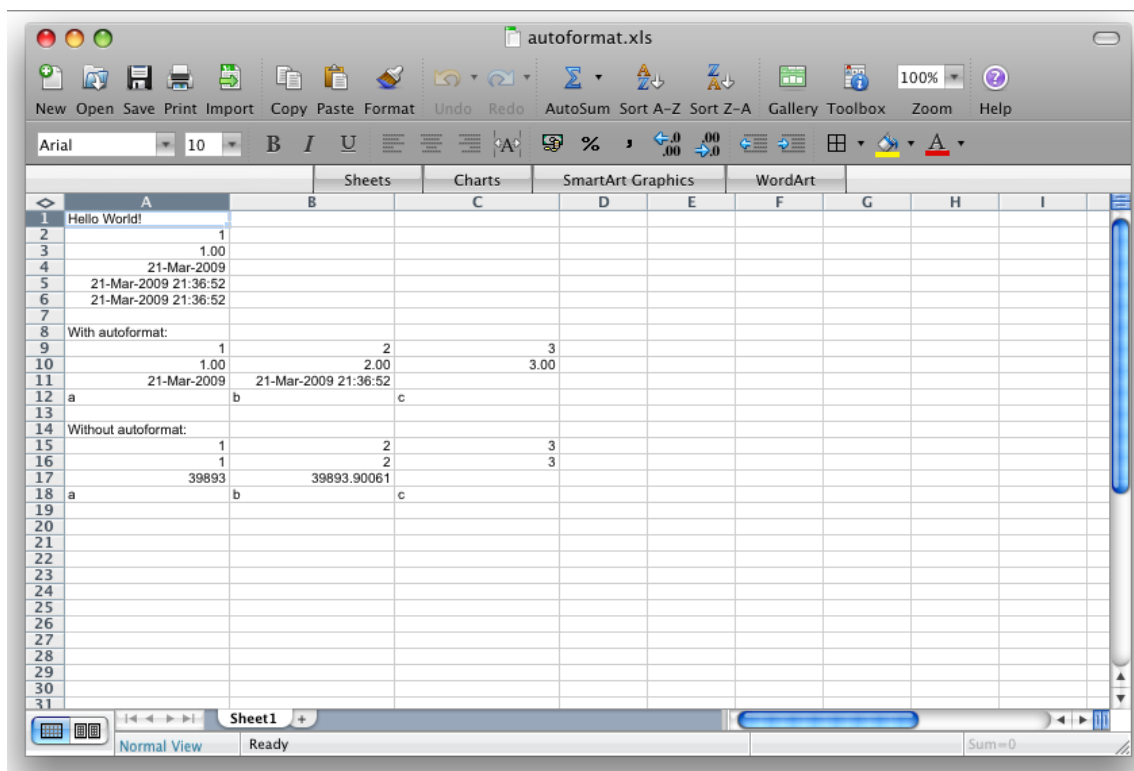 autoformat.xls
New Open Save Print Import Copy Paste Format Undo Redo AutoSum Sort A-Z Sort Z-A Gallery Toolbox Zoom Help
100%
Arial 10 B I U A % , .0 .00 .00 .0 A
Sheets Charts SmartArt Graphics WordArt
A B C D E F G H I
1 Hello World!
2 1
3 1.00
4 21-Mar-2009
5 21-Mar-2009 21:36:52
6 21-Mar-2009 21:36:52
7
8 With autoformat:
9 1 2 3
10 1.00 2.00 3.00
11 21-Mar-2009 21-Mar-2009 21:36:52
12 a b c
13
14 Without autoformat:
15 1 2 3
16 1 2 3
17 39893 39893.90061
18 a b c
19
20
21
22
23
24
25
26
27
28
29
30
31
Sheet1 +
Normal View Ready Sum=0